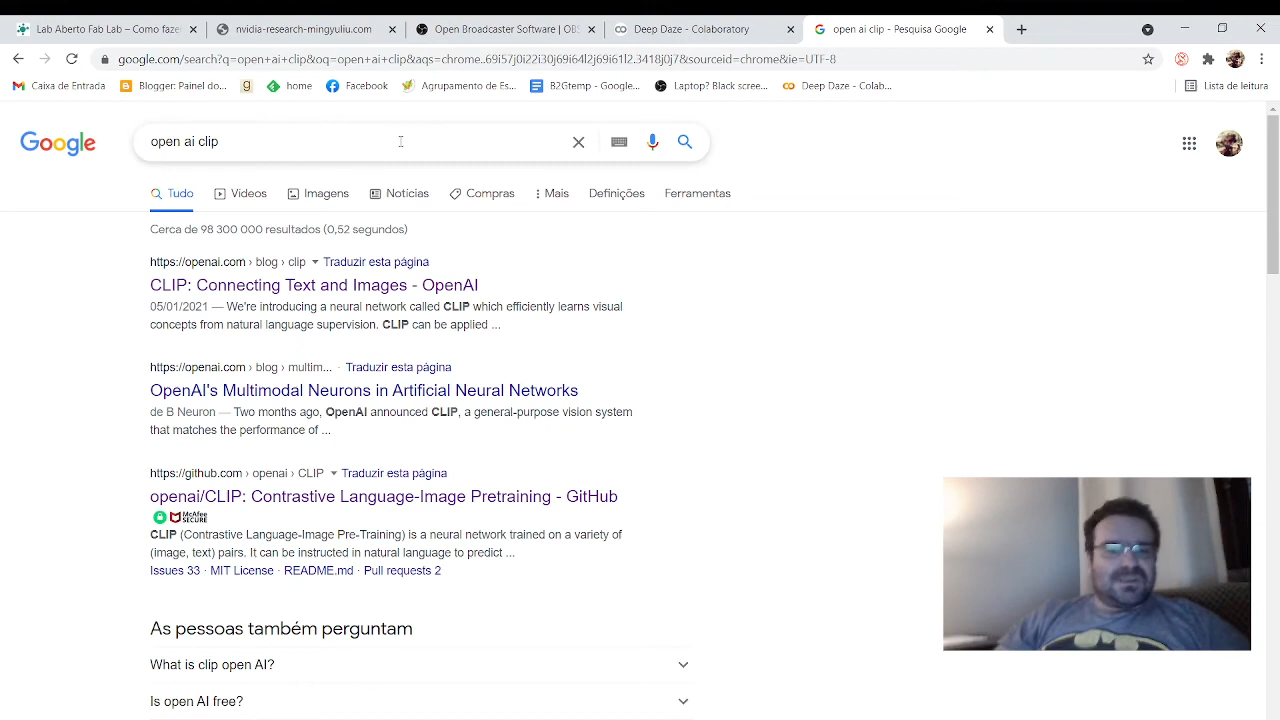 Lab Aberto Fab Lab – Como faze
nvidia-research-mingyuliu.com
Open Broadcaster Software | OBS
Deep Daze - Colaboratory
open ai clip - Pesquisa Google
google.com/search?q=open+ai+clip&oq=open+ai+clip&aqs=chrome..69i57j0i22i30j69i64l2j69i61l2.3418j0j7&sourceid=chrome&ie=UTF-8
Caixa de Entrada
Blogger: Painel do...
home
Facebook
Agrupamento de Es...
B2Gtemp - Google...
Laptop? Black scree...
Deep Daze - Colab...
Lista de leitura
Google
open ai clip
Tudo
Vídeos
Imagens
Notícias
Compras
Mais
Definições
Ferramentas
Cerca de 98 300 000 resultados (0,52 segundos)
https://openai.com › blog › clip Traduzir esta página
CLIP: Connecting Text and Images - OpenAI
05/01/2021 — We're introducing a neural network called CLIP which efficiently learns visual
concepts from natural language supervision. CLIP can be applied ...
https://openai.com › blog › multim... · Traduzir esta página
OpenAI's Multimodal Neurons in Artificial Neural Networks
de B Neuron — Two months ago, OpenAI announced CLIP, a general-purpose vision system
that matches the performance of ...
https://github.com › openai › CLIP Traduzir esta página
openai/CLIP: Contrastive Language-Image Pretraining - GitHub
McAfee
SECURE
CLIP (Contrastive Language-Image Pre-Training) is a neural network trained on a variety of
(image, text) pairs. It can be instructed in natural language to predict ...
Issues 33 · MIT License · README.md · Pull requests 2
As pessoas também perguntam
What is clip open AI?
Is open AI free?